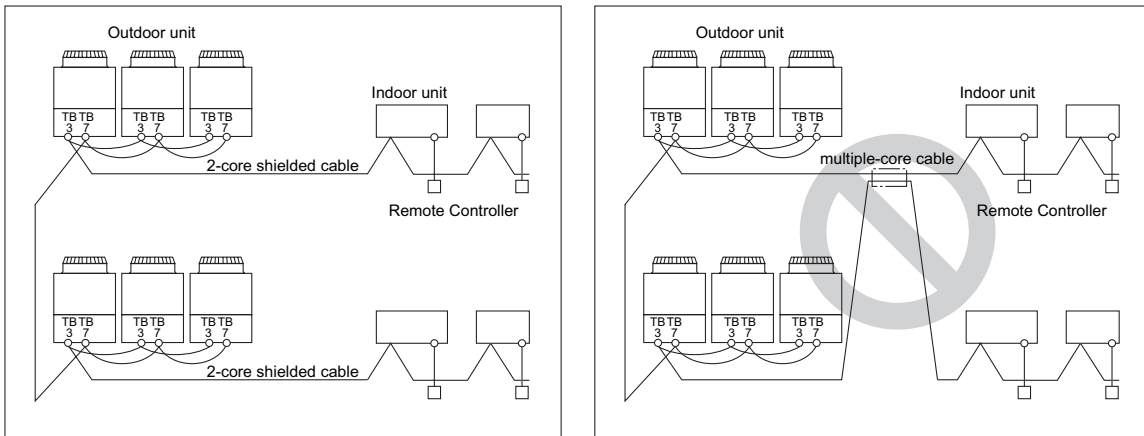 Outdoor unit
TB TB TB TB TB TB
3 7 3 7 3 7
Indoor unit
2-core shielded cable
Remote Controller
TB TB TB TB TB TB
3 7 3 7 3 7
2-core shielded cable
Outdoor unit
TB TB TB TB TB TB
3 7 3 7 3 7
Indoor unit
multiple-core cable
Remote Controller
TB TB TB TB TB TB
3 7 3 7 3 7